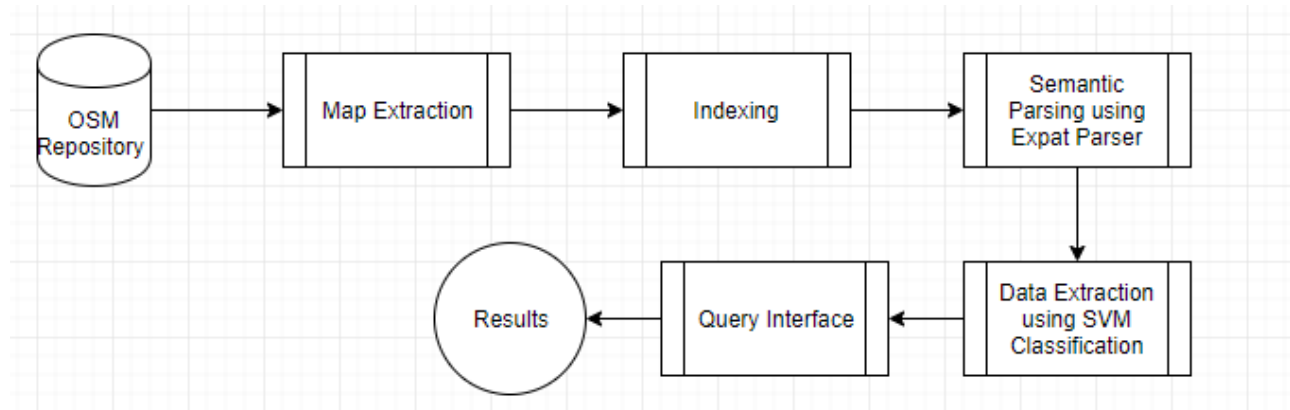 OSM
Repository
Map Extraction
Indexing
Semantic
Parsing using
Expat Parser
Data Extraction
using SVM
Classification
Query Interface
Results